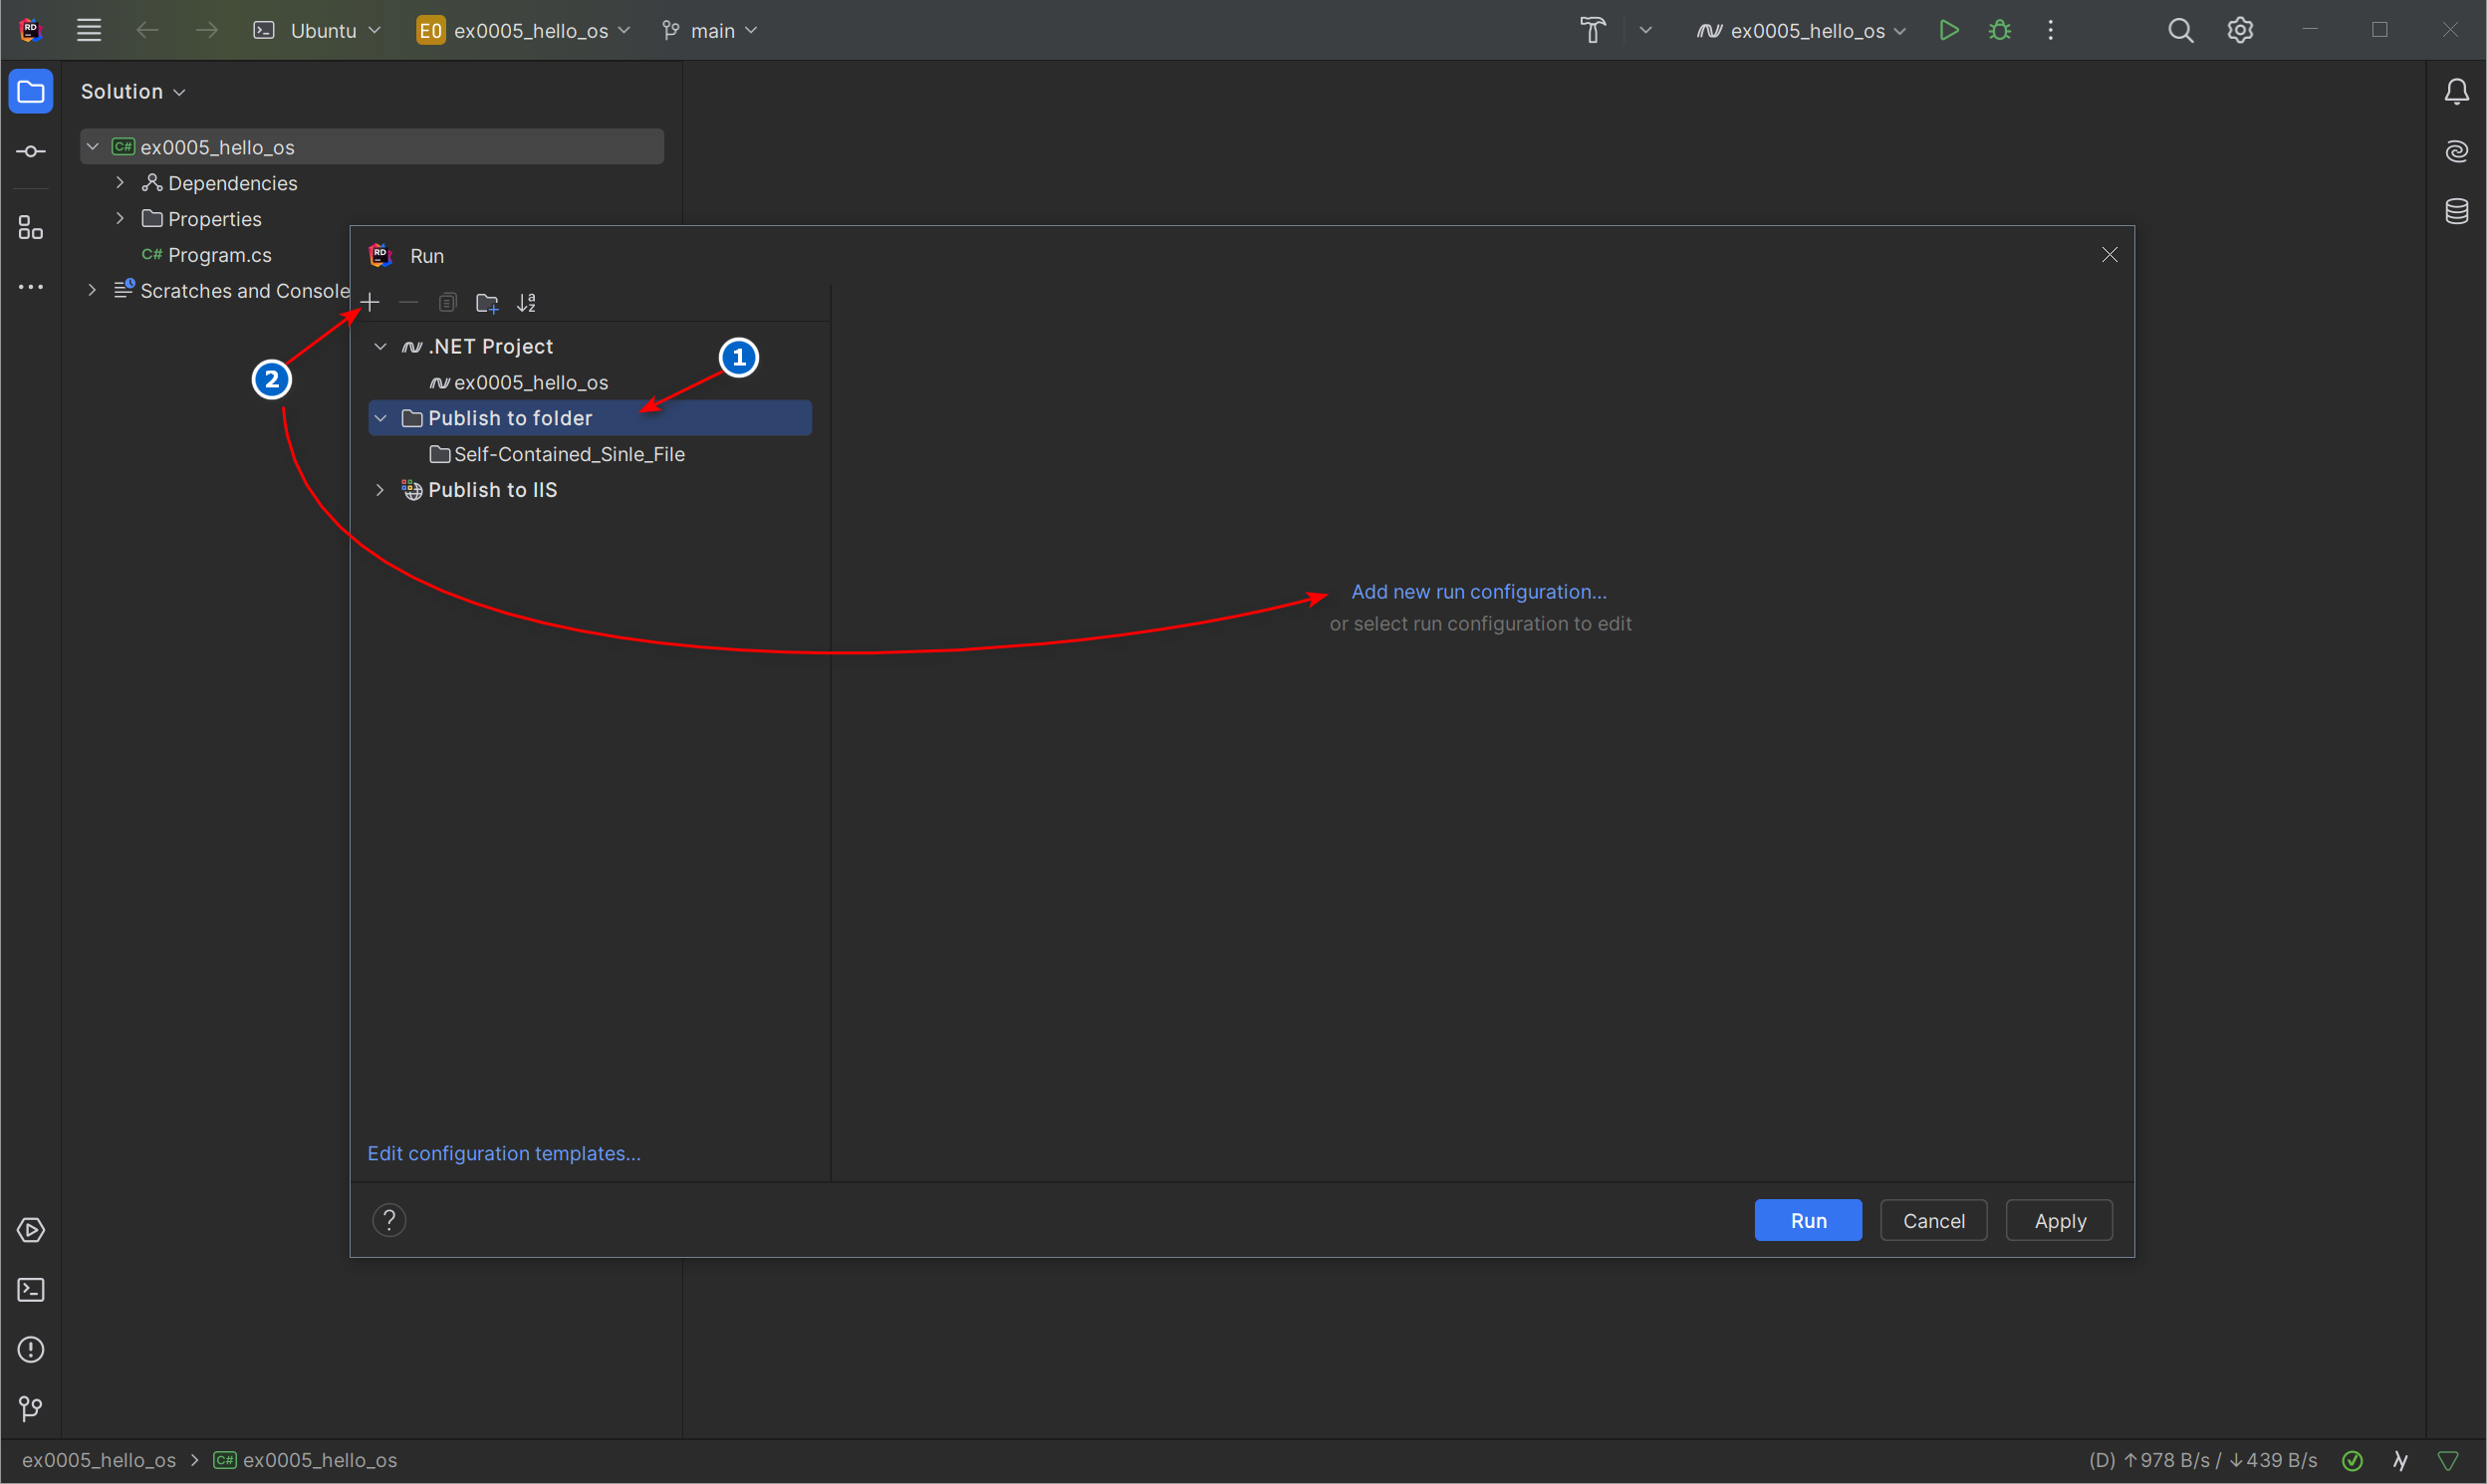 Ubuntu
E0 ex0005_hello_os
main
ex0005_hello_os
Solution
C# ex0005_hello_os
Dependencies
Properties
C# Program.cs
Scratches and Console
RD Run
.NET Project
1
2
ex0005_hello_os
Publish to folder
Self-Contained_Sinle_File
Publish to IIS
Add new run configuration...
or select run configuration to edit
Edit configuration templates...
?
Run
Cancel
Apply
ex0005_hello_os > C# ex0005_hello_os
(D) ↑978 B/s / ↓439 B/s